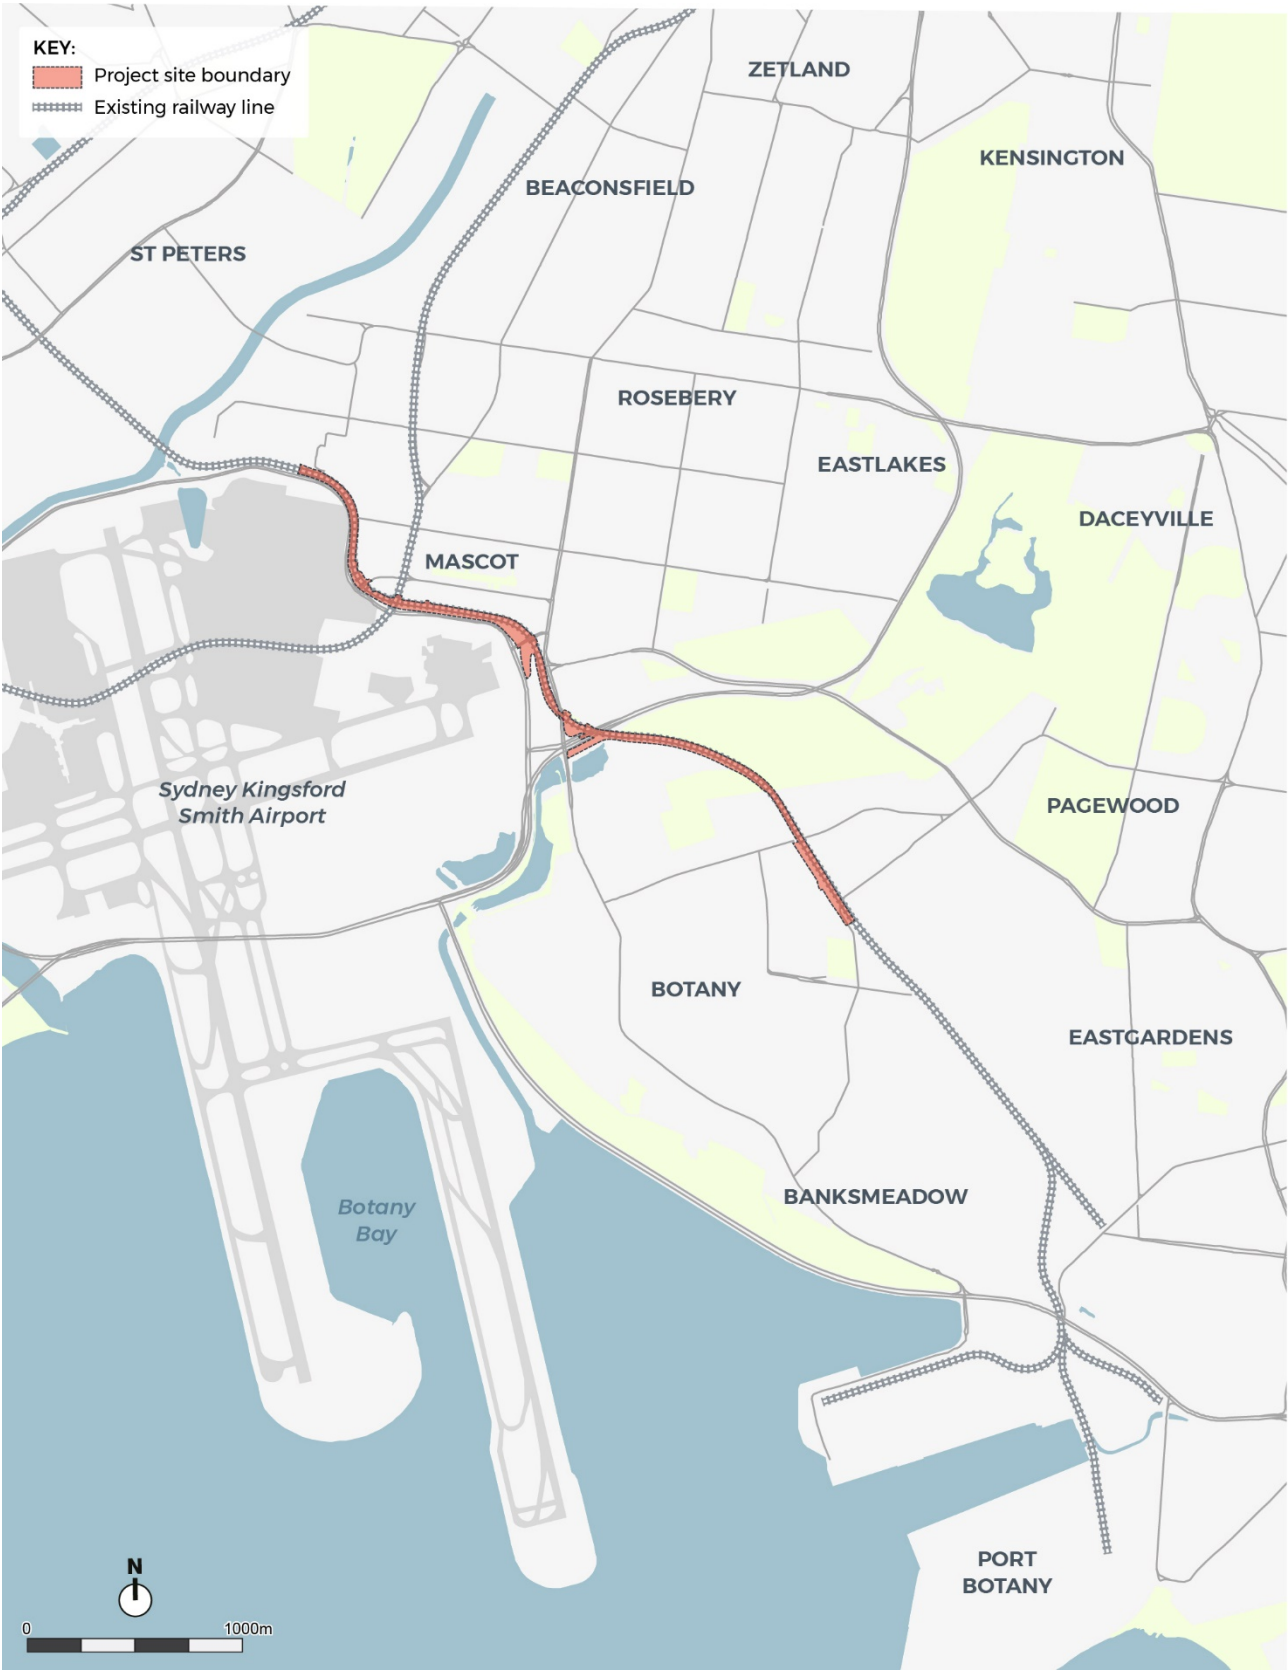 KEY:
Project site boundary
Existing railway line
ZETLAND
KENSINGTON
BEACONSFIELD
ST PETERS
ROSEBERY
EASTLAKES
DACEYVILLE
MASCOT
Sydney Kingsford
Smith Airport
PAGEWOOD
BOTANY
EASTGARDENS
BANKSMEADOW
Botany
Bay
PORT
BOTANY
N
0 1000m